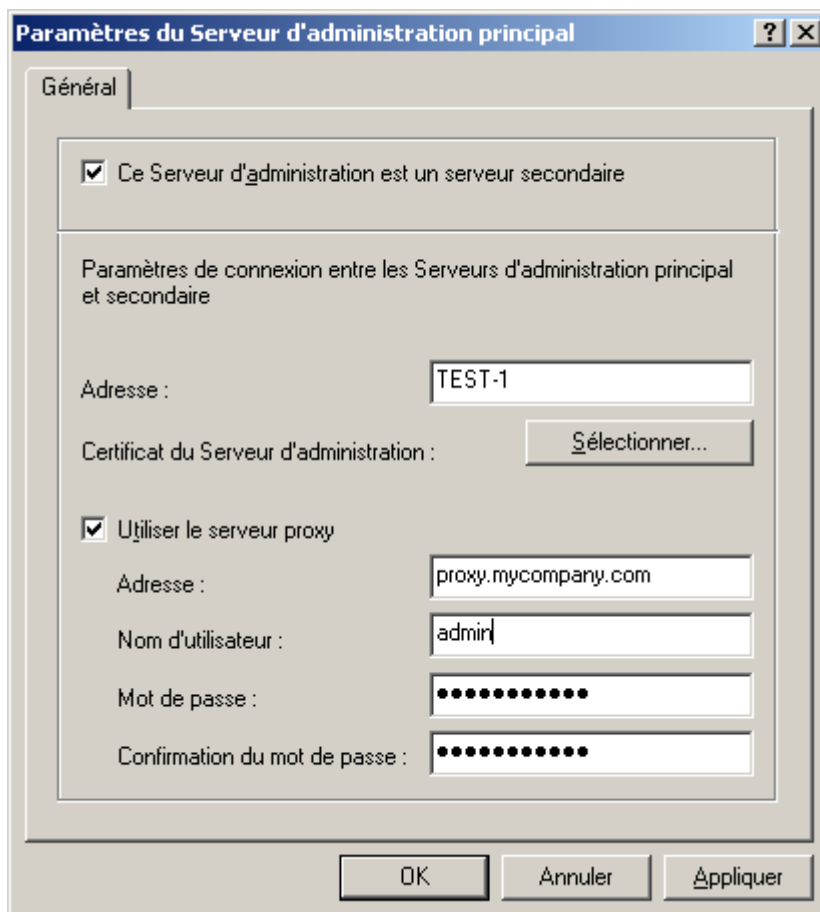 Paramètres du Serveur d'administration principal
Général
Ce Serveur d'administration est un serveur secondaire
Paramètres de connexion entre les Serveurs d'administration principal
et secondaire
Adresse : TEST-1
Certificat du Serveur d'administration : Sélectionner...
Utiliser le serveur proxy
Adresse : proxy.mycompany.com
Nom d'utilisateur : admin
Mot de passe : ●●●●●●●●●●●
Confirmation du mot de passe : ●●●●●●●●●●●
OK Annuler Appliquer